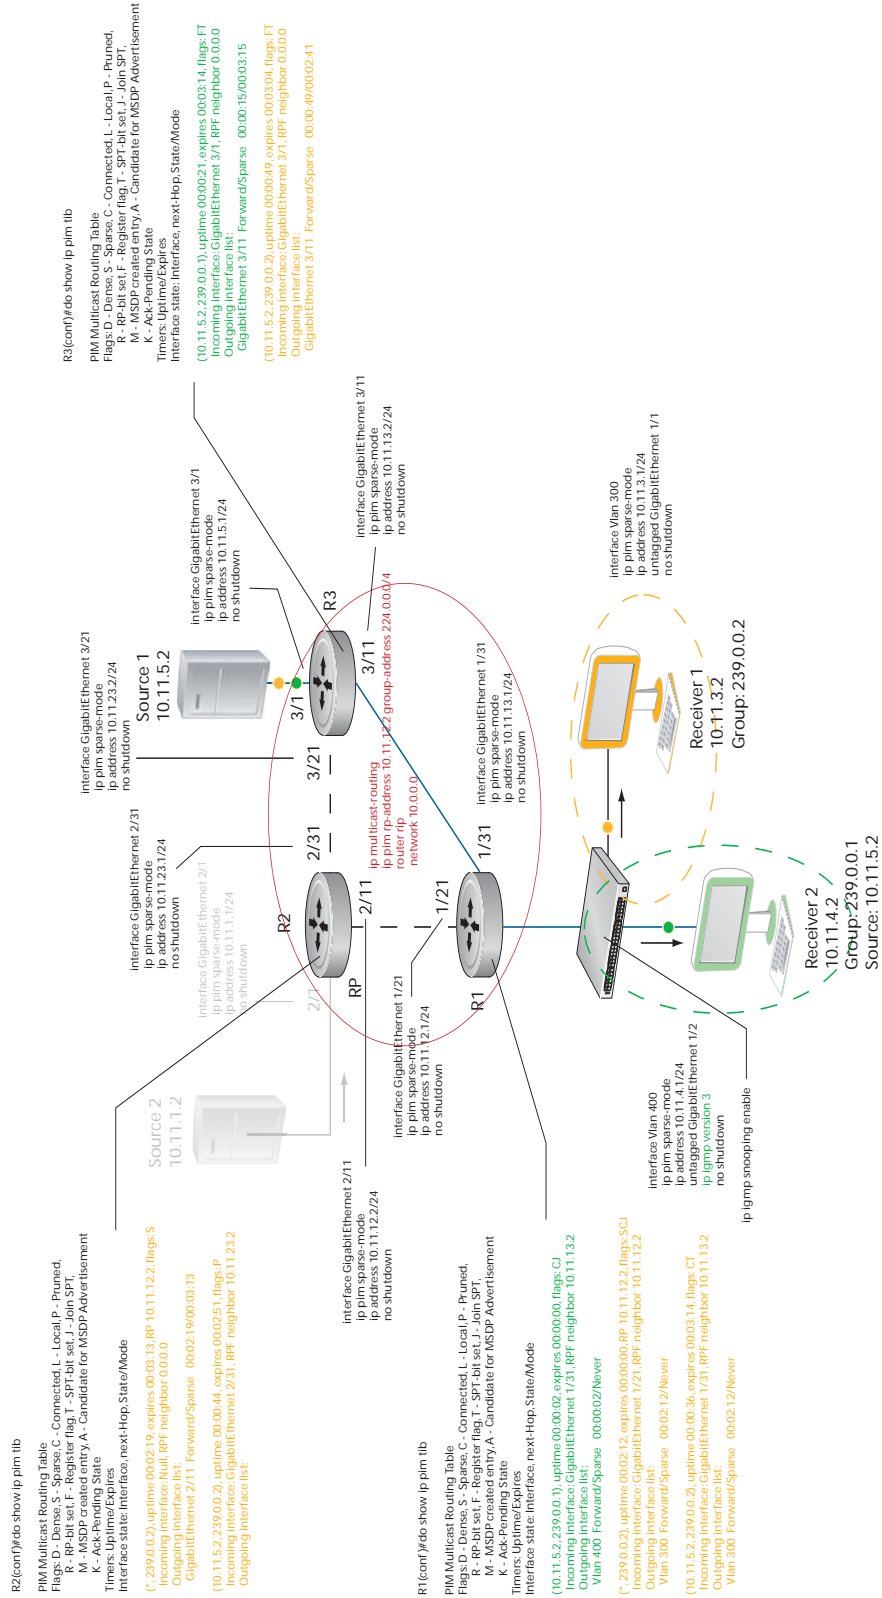 R2(conf)#do show ip pim tib
PIM Multicast Routing Table
Flags: D - Dense, S - Sparse, C - Connected, L - Local, P - Pruned,
R - RP-bit set, F - Register flag, T - SPT-bit set, J - Join SPT,
M - MSDP created entry, A - Candidate for MSDP Advertisement
K - Ack-Pending State
Timers: Uptime/Expires
Interface state: Interface, next-Hop, State/Mode
(*, 239.0.0.2), uptime 00:02:19, expires 00:03:13, RP 10.11.12.2, flags: S
Incoming interface: Null, RPF neighbor 0.0.0.0
Outgoing interface list:
GigabitEthernet 2/11 Forward/Sparse 00:02:19/00:03:13
(10.11.5.2, 239.0.0.2), uptime 00:00:44, expires 00:02:51, flags: P
Incoming interface: GigabitEthernet 2/31, RPF neighbor 10.11.23.2
Outgoing interface list:
R3(conf)#do show ip pim tib
PIM Multicast Routing Table
Flags: D - Dense, S - Sparse, C - Connected, L - Local, P - Pruned,
R - RP-bit set, F - Register flag, T - SPT-bit set, J - Join SPT,
M - MSDP created entry, A - Candidate for MSDP Advertisement
K - Ack-Pending State
Timers: Uptime/Expires
Interface state: Interface, next-Hop, State/Mode
(10.11.5.2, 239.0.0.1), uptime 00:00:21, expires 00:03:14, flags: FT
Incoming interface: GigabitEthernet 3/1, RPF neighbor 0.0.0.0
Outgoing interface list:
GigabitEthernet 3/11 Forward/Sparse 00:00:15/00:03:15
(10.11.5.2, 239.0.0.2), uptime 00:00:49, expires 00:03:04, flags: FT
Incoming interface: GigabitEthernet 3/1, RPF neighbor 0.0.0.0
Outgoing interface list:
GigabitEthernet 3/11 Forward/Sparse 00:00:49/00:02:41
interface GigabitEthernet 3/21
ip pim sparse-mode
ip address 10.11.23.2/24
no shutdown
interface GigabitEthernet 2/31
ip pim sparse-mode
ip address 10.11.23.1/24
no shutdown
interface GigabitEthernet 2/1
ip pim sparse-mode
ip address 10.11.1.1/24
no shutdown
Source 1
10.11.5.2
interface GigabitEthernet 3/1
ip pim sparse-mode
ip address 10.11.5.1/24
no shutdown
Source 2
10.11.1.2
2/1
R2
RP
2/31
3/21
3/1
R3
2/11
3/11
interface GigabitEthernet 3/11
ip pim sparse-mode
ip address 10.11.13.2/24
no shutdown
interface GigabitEthernet 2/11
ip pim sparse-mode
ip address 10.11.12.2/24
no shutdown
ip multicast-routing
ip pim rp-address 10.11.12.2 group-address 224.0.0.0/4
router rip
network 10.0.0.0
interface GigabitEthernet 1/21
ip pim sparse-mode
ip address 10.11.12.1/24
no shutdown
1/21
R1
1/31
interface GigabitEthernet 1/31
ip pim sparse-mode
ip address 10.11.13.1/24
no shutdown
R1(conf)#do show ip pim tib
PIM Multicast Routing Table
Flags: D - Dense, S - Sparse, C - Connected, L - Local, P - Pruned,
R - RP-bit set, F - Register flag, T - SPT-bit set, J - Join SPT,
M - MSDP created entry, A - Candidate for MSDP Advertisement
K - Ack-Pending State
Timers: Uptime/Expires
Interface state: Interface, next-Hop, State/Mode
(10.11.5.2, 239.0.0.1), uptime 00:00:02, expires 00:00:00, flags: CJ
Incoming interface: GigabitEthernet 1/31, RPF neighbor 10.11.13.2
Outgoing interface list:
Vlan 400 Forward/Sparse 00:00:02/Never
(*, 239.0.0.2), uptime 00:02:12, expires 00:00:00, RP 10.11.12.2, flags: SCJ
Incoming interface: GigabitEthernet 1/21, RPF neighbor 10.11.12.2
Outgoing interface list:
Vlan 300 Forward/Sparse 00:02:12/Never
(10.11.5.2, 239.0.0.2), uptime 00:00:36, expires 00:03:14, flags: CT
Incoming interface: GigabitEthernet 1/31, RPF neighbor 10.11.13.2
Outgoing interface list:
Vlan 300 Forward/Sparse 00:02:12/Never
interface Vlan 300
ip pim sparse-mode
ip address 10.11.3.1/24
untagged GigabitEthernet 1/1
no shutdown
interface Vlan 400
ip pim sparse-mode
ip address 10.11.4.1/24
untagged GigabitEthernet 1/2
ip igmp version 3
no shutdown
Receiver 1
10.11.3.2
Group: 239.0.0.2
ip igmp snooping enable
Receiver 2
10.11.4.2
Group: 239.0.0.1
Source: 10.11.5.2